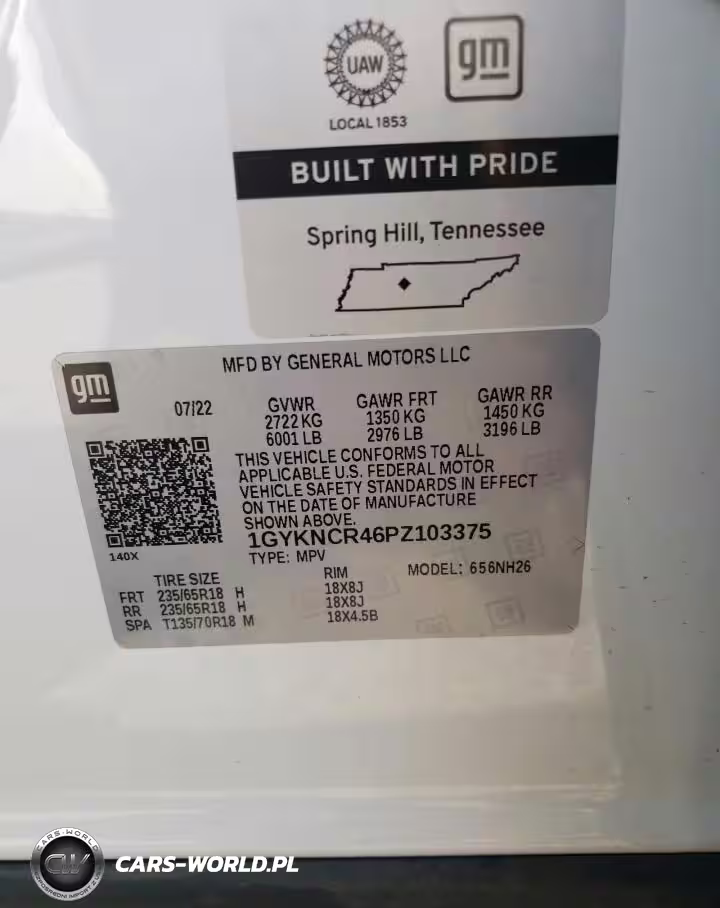 UAW
gm
LOCAL 1853
BUILT WITH PRIDE
Spring Hill, Tennessee
gm
MFD BY GENERAL MOTORS LLC
07/22
GVWR GAWR FRT GAWR RR
2722 KG 1350 KG 1450 KG
6001 LB 2976 LB 3196 LB
THIS VEHICLE CONFORMS TO ALL
APPLICABLE U.S. FEDERAL MOTOR
VEHICLE SAFETY STANDARDS IN EFFECT
ON THE DATE OF MANUFACTURE
SHOWN ABOVE.
1GYKNCR46PZ103375
140X
TYPE: MPV
MODEL: 656NH26
TIRE SIZE RIM
FRT 235/65R18 H 18X8J
RR 235/65R18 H 18X8J
SPA T135/70R18 M 18X4.5B
CARS-WORLD
CW
CARS-WORLD.PL